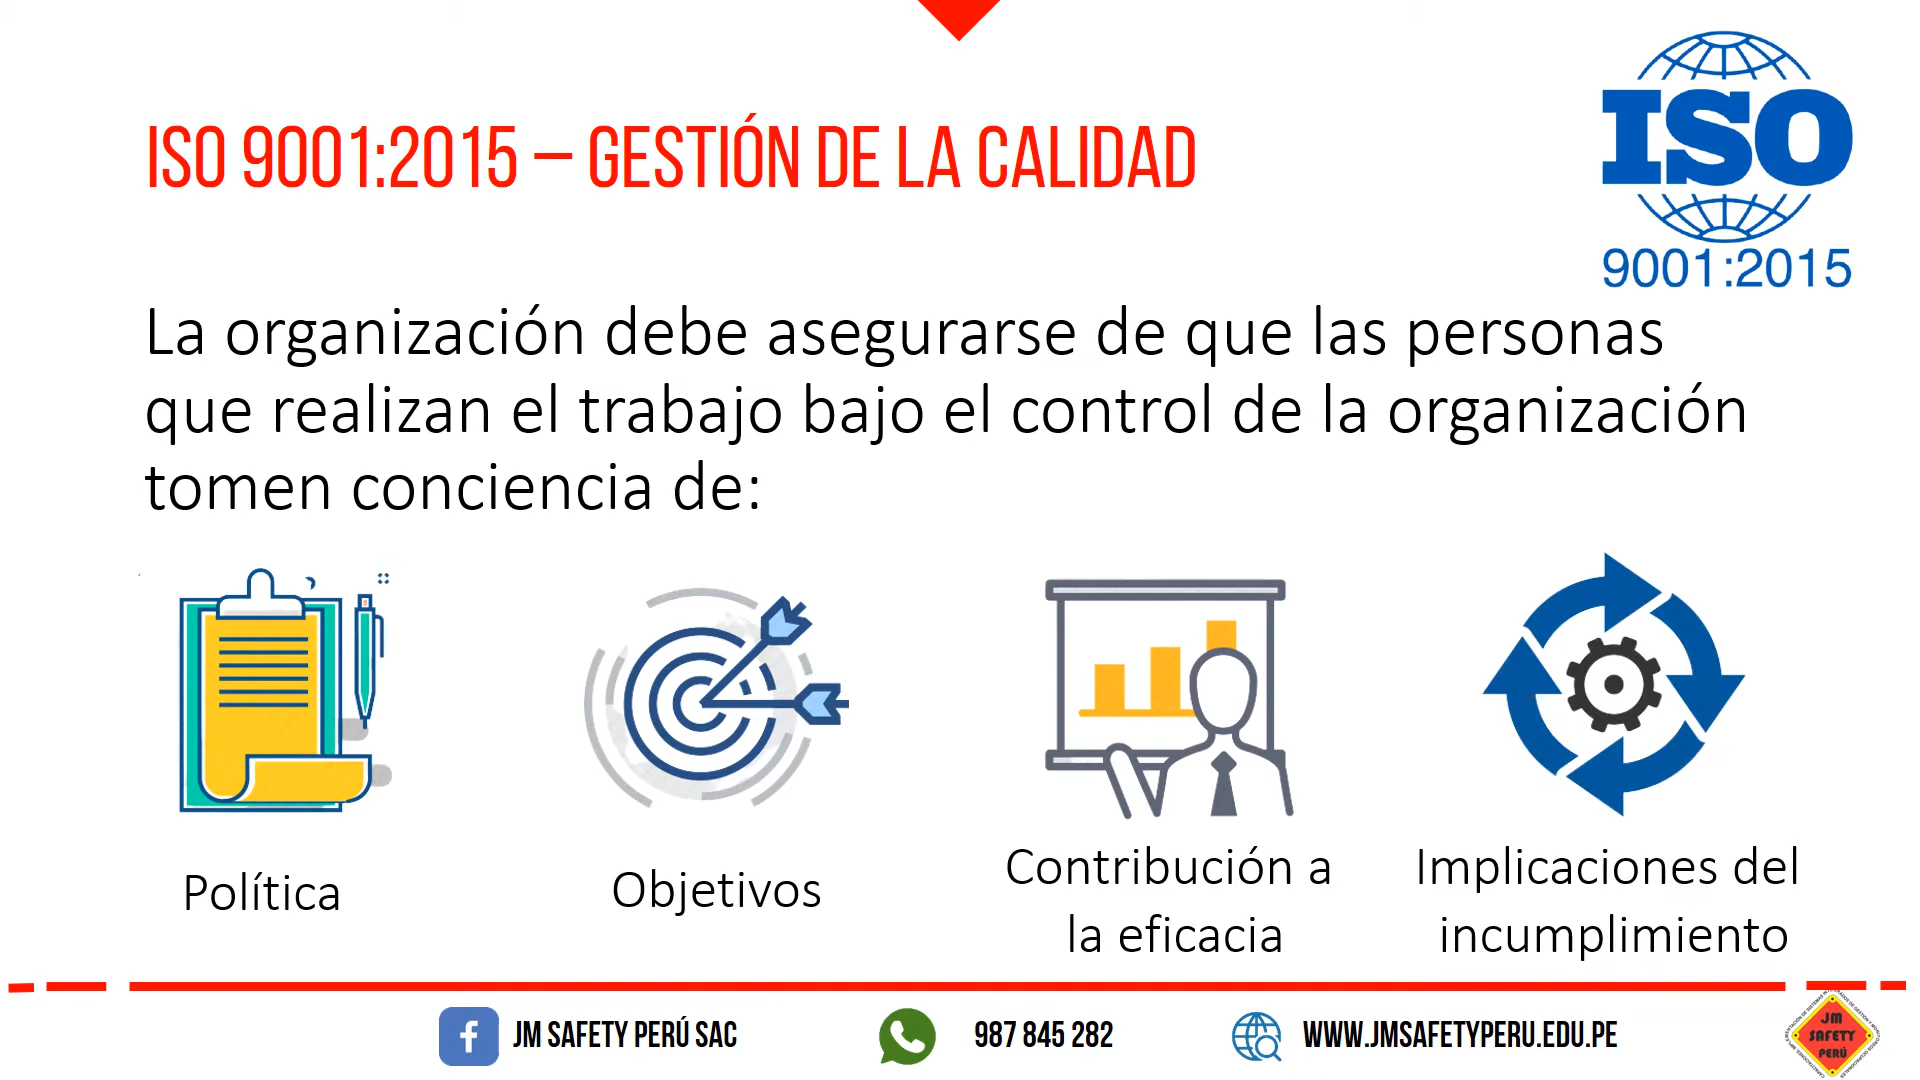 ISO 9001:2015 – GESTIÓN DE LA CALIDAD
ISO
9001:2015
La organización debe asegurarse de que las personas
que realizan el trabajo bajo el control de la organización
tomen conciencia de:
Política
Objetivos
Contribución a
la eficacia
Implicaciones del
incumplimiento
JM SAFETY PERÚ SAC
987 845 282
WWW.JMSAFETYPERU.EDU.PE
JM
SAFETY
PERÚ